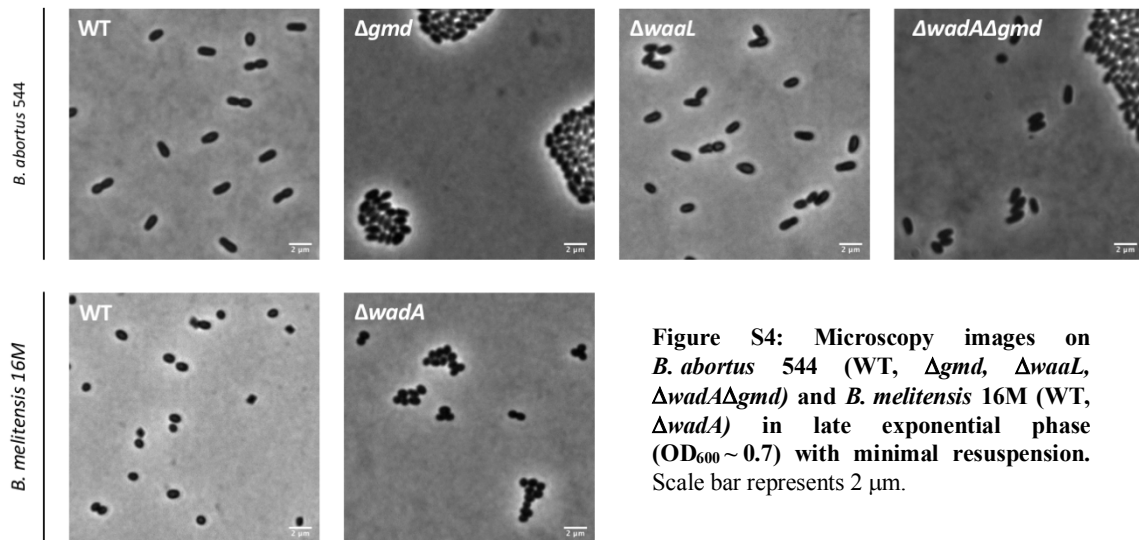 B. abortus 544
WT
Δgmd
ΔwaaL
ΔwadAΔgmd
2 μm
2 μm
2 μm
2 μm
B. melitensis 16M
WT
ΔwadA
2 μm
2 μm
Figure S4: Microscopy images on
B. abortus 544 (WT, Δgmd, ΔwaaL,
ΔwadAΔgmd) and B. melitensis 16M (WT,
ΔwadA) in late exponential phase
(OD600 ~ 0.7) with minimal resuspension.
Scale bar represents 2 μm.